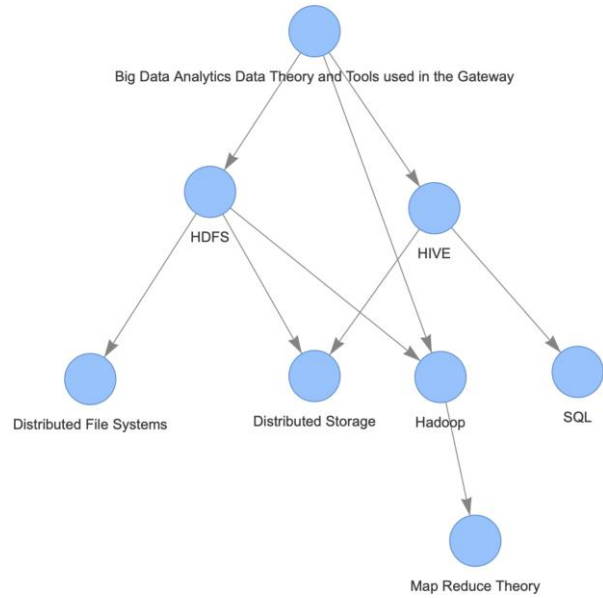 Big Data Analytics Data Theory and Tools used in the Gateway
HDFS
HIVE
Distributed File Systems
Distributed Storage
Hadoop
SQL
Map Reduce Theory